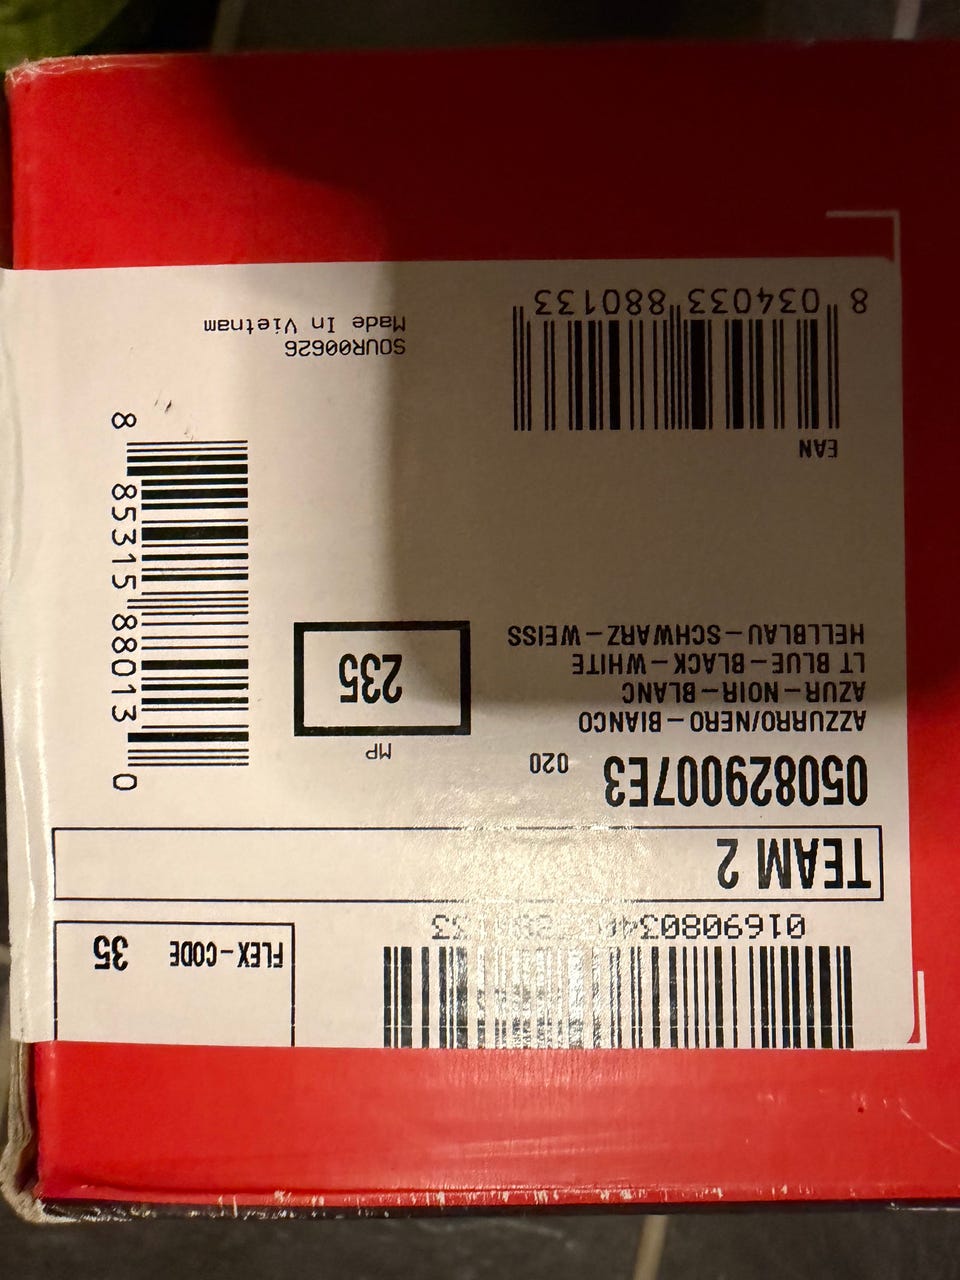 FLEX-CODE 35
TEAM 2
050829007E3 020
AZZURRO/NERO-BIANCO
AZUR-NOIR-BLANC
LT BLUE-BLACK-WHITE
HELLBLAU-SCHWARZ-WEISS
MP
235
8 85315 88013 0
EAN
8 034033 880133
SOUR00626
Made In Vietnam